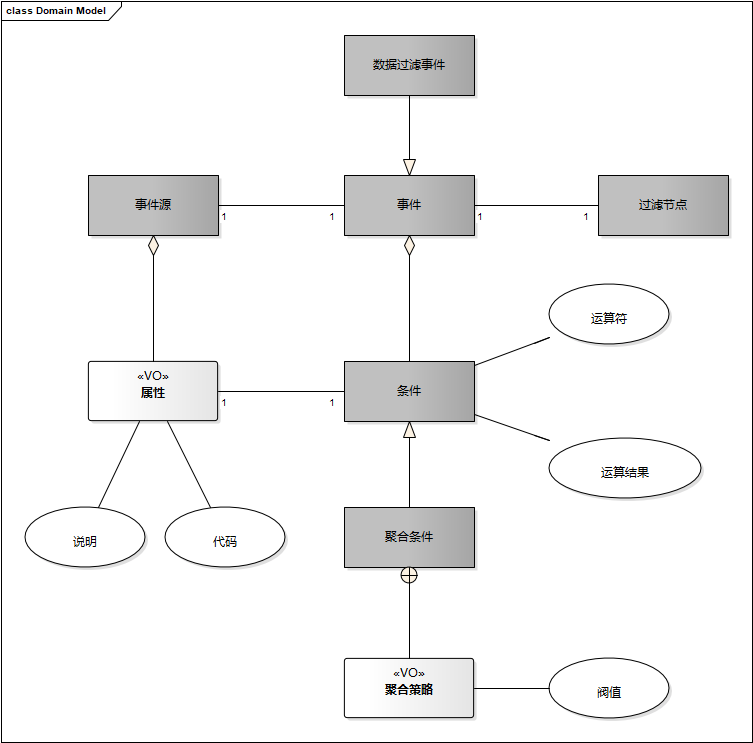 class Domain Model
数据过滤事件
事件源
事件
过滤节点
1
1
1
1
运算符
«VO»
属性
条件
1
1
运算结果
说明
代码
聚合条件
«VO»
聚合策略
阀值